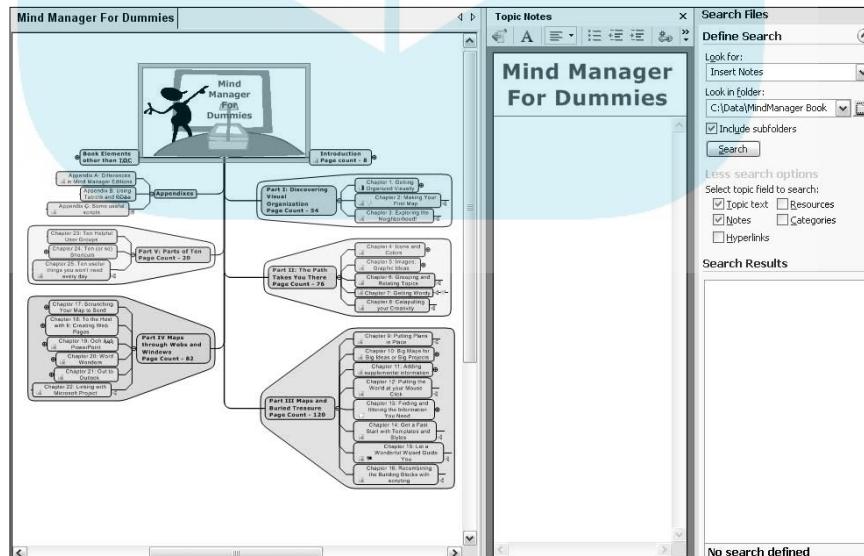 Mind Manager For Dummies
Mind
Manager
For
Dummies
Book Elements
other than TOC
Introduction
Page count - 8
Appendix A: Diferences
in Mind Manager Editions
Appendix B: Using
Tablets and PDAs
Appendix C: Some useful
scripts
Appendixes
Part I: Discovering
Visual
Organization
Page Count - 54
Chapter 1: Getting
Organized Visually
Chapter 2: Making Your
First Map
Chapter 3: Exploring the
Neighborhood!
Chapter 23: Ten Helpful
User Groups
Chapter 24: Ten (or so)
Shortcuts
Chapter 25: Ten useful
things you won't need
every day
Part V: Parts of Ten
Page Count - 20
Part II: The Path
Takes You There
Page Count - 76
Chapter 4: Icons and
Colors
Chapter 5: Images:
Graphic Ideas
Chapter 6: Grouping and
Relating Topics
Chapter 7: Getting Wordy
Chapter 8: Catapulting
your Creativity
Chapter 17: Scrunching
Your Map to Send
Chapter 18: To the Host
with it: Creating Web
Pages
Chapter 19: Ooh
PowerPoint
Chapter 20: Word
Wonders
Chapter 21: Out to
Outlook
Chapter 22: Linking with
Microsoft Project
Part IV Maps
through Webs and
Windows
Page Count - 82
Part III Maps and
Buried Treasure
Page Count - 120
Chapter 9: Putting Plans
in Place
Chapter 10: Big Maps for
Big Ideas or Big Projects
Chapter 11: Adding
supplemental information
Chapter 12: Putting the
World at your Mouse
Click
Chapter 13: Finding and
filtering the Information
You Need
Chapter 14: Get a Fast
Start with Templates and
Styles
Chapter 15: Let a
Wonderful Wizard Guide
You
Chapter 16: Recombining
the Building Blocks with
scripting
Topic Notes
Mind Manager
For Dummies
Search Files
Define Search
Look for:
Insert Notes
Look in folder:
C:\Data\MindManager Book
Include subfolders
Search
Less search options
Select topic field to search:
Topic text Resources
Notes Categories
Hyperlinks
Search Results
No search defined